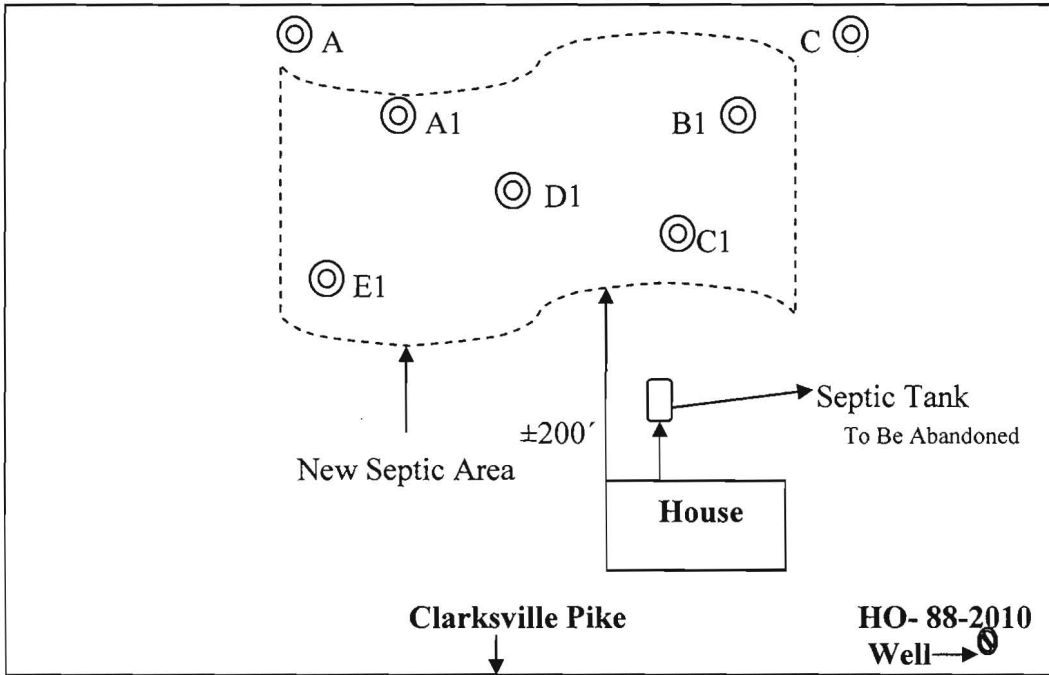 A
C
A1
B1
D1
C1
E1
Septic Tank
To Be Abandoned
±200´
New Septic Area
House
Clarksville Pike
HO- 88-2010
Well